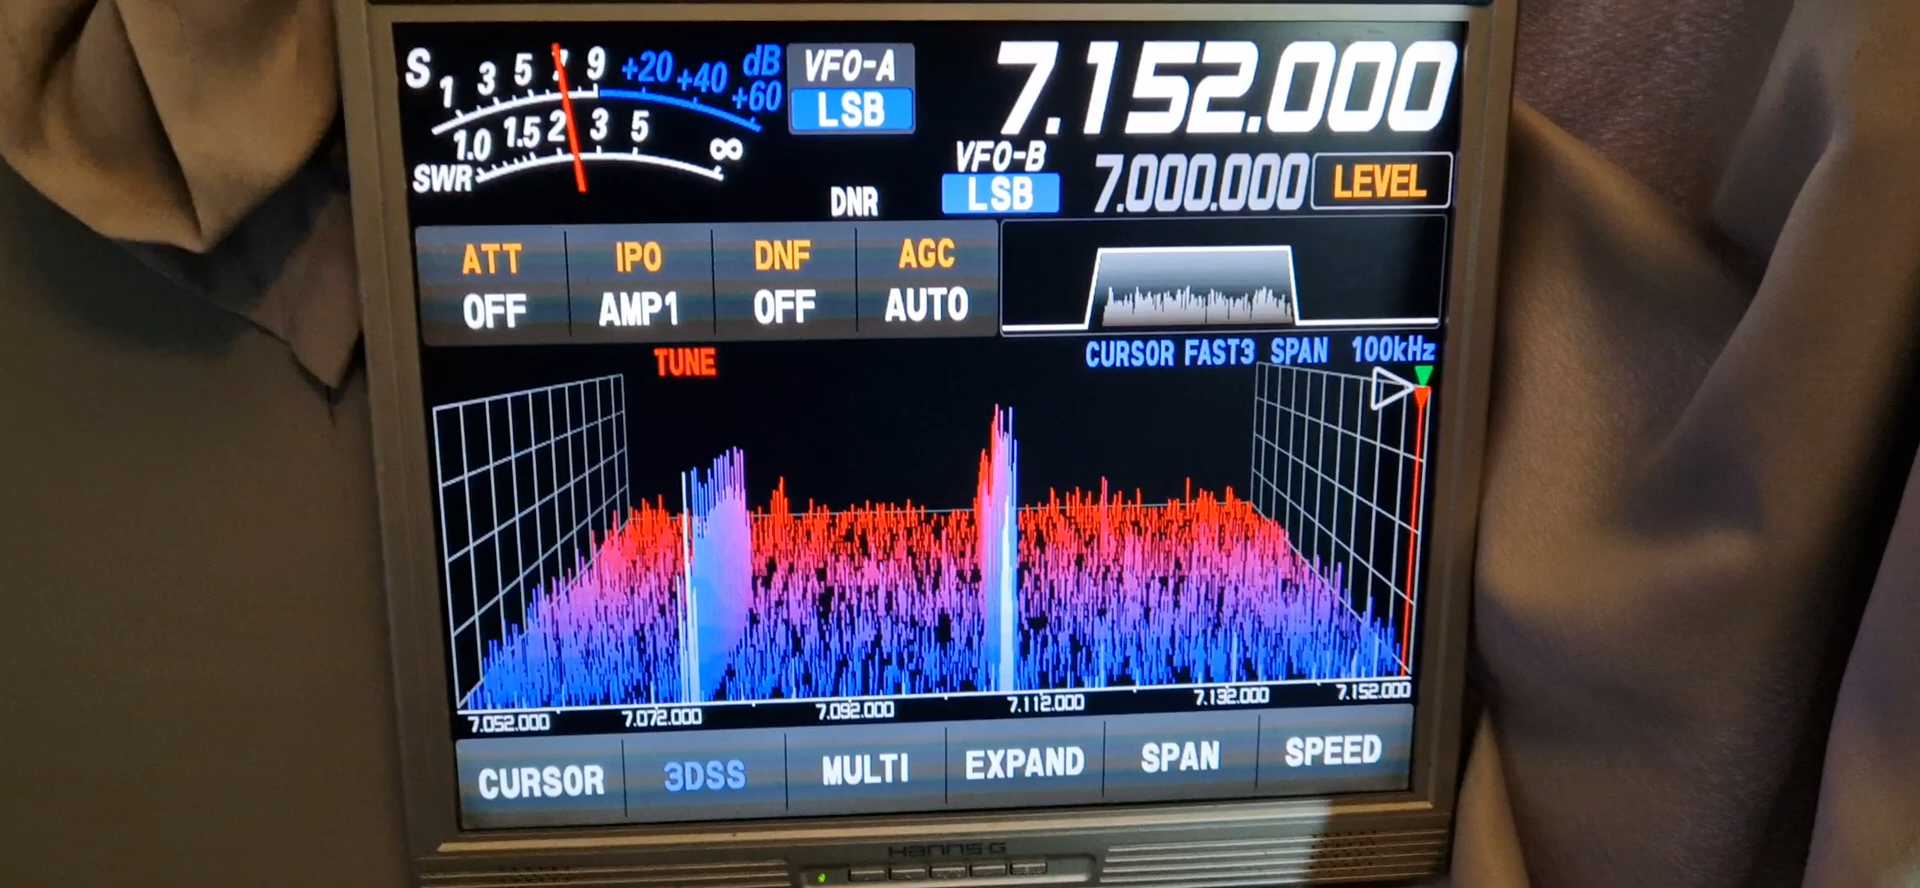 S 1 3 5 7 9 +20 +40 +60 dB
VFO-A
LSB
7.152.000
SWR 1.0 1.5 2 3 5 ∞
DNR
VFO-B
LSB
7.000.000
LEVEL
ATT IPO DNF AGC
OFF AMP1 OFF AUTO
TUNE
CURSOR FAST3 SPAN 100kHz
7.052.000 7.072.000 7.092.000 7.112.000 7.132.000 7.152.000
CURSOR 3DSS MULTI EXPAND SPAN SPEED
HANNS·G